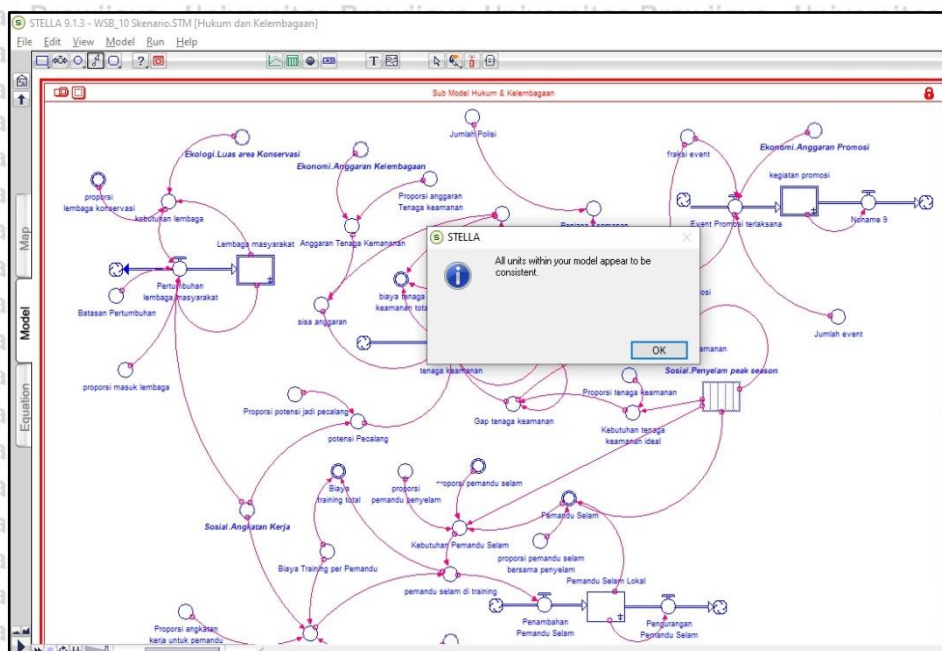 STELLA 9.1.3 - WSB_10 Skenario.STM [Hukum dan Kelembagaan]
File Edit View Model Run Help
Sub Model Hukum & Kelembagaan
Jumlah Polisi
Ekologi.Luas area Konservasi
Ekonomi.Anggaran Kelembagaan
fraksi event
Ekonomi.Anggaran Promosi
kegiatan promosi
proporsi
lembaga konservasi
kebutuhan lembaga
Proporsi anggaran
Tenaga keamanan
Event Promosi terlaksana
Noname 9
Lembaga masyarakat
Anggaran Tenaga Kemananan
STELLA
All units within your model appear to be
consistent.
OK
Pertumbuhan
lembaga masyarakat
Batasan Pertumbuhan
biaya tenaga
keamanan total
sisa anggaran
Jumlah event
tenaga keamanan
Sosial.Penyelam peak season
proporsi masuk lembaga
Proporsi tenaga keamanan
Proporsi potensi jadi pecalang
Gap tenaga keamanan
Kebutuhan tenaga
keamanan ideal
potensi Pecalang
Biaya
training total
proporsi
pemandu penyelam
proporsi pemandu selam
Pemandu Selam
Sosial.Angkatan Kerja
Kebutuhan Pemandu Selam
proporsi pemandu selam
bersama penyelam
Biaya Training per Pemandu
pemandu selam di training
Pemandu Selam Lokal
Penambahan
Pemandu Selam
Pengurangan
Pemandu Selam
Proporsi angkatan
kerja untuk pemandu
Map
Model
Equation